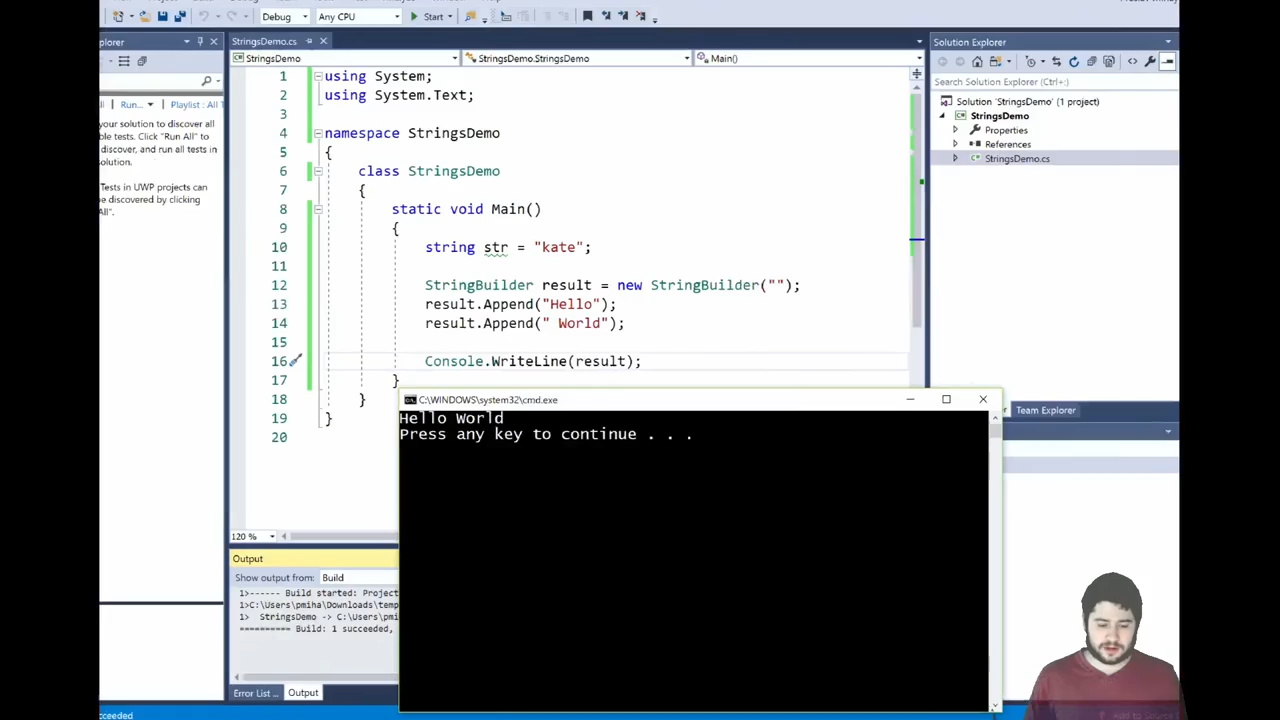 Debug
Any CPU
Start
plorer
Run...
Playlist : All T
your solution to discover all
ble tests. Click "Run All" to
discover, and run all tests in
solution.
Tests in UWP projects can
be discovered by clicking
All".
StringsDemo.cs
StringsDemo
StringsDemo.StringsDemo
Main()
1 using System;
2 using System.Text;
3
4 namespace StringsDemo
5 {
6 class StringsDemo
7 {
8 static void Main()
9 {
10 string str = "kate";
11
12 StringBuilder result = new StringBuilder("");
13 result.Append("Hello");
14 result.Append(" World");
15
16 Console.WriteLine(result);
17 }
18 }
19 }
20
120 %
Output
Show output from: Build
1>------ Build started: Project
1>C:\Users\pmiha\Downloads\temp
1> StringsDemo -> C:\Users\pmiha
========== Build: 1 succeeded,
Error List ...
Output
C:\WINDOWS\system32\cmd.exe
Hello World
Press any key to continue . . .
Solution Explorer
Search Solution Explorer (Ctrl+;)
Solution 'StringsDemo' (1 project)
StringsDemo
Properties
References
StringsDemo.cs
Team Explorer
ceeded